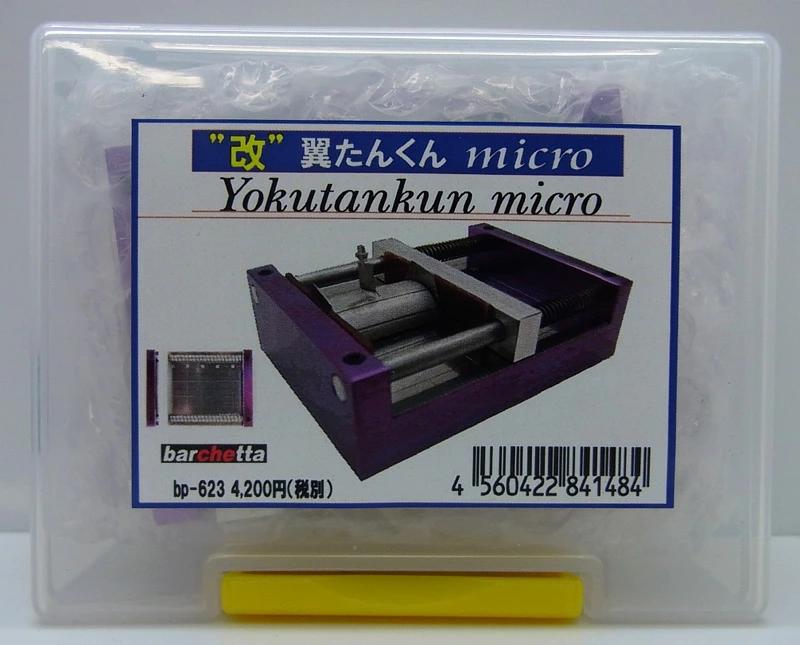 ”改” 翼たんくん micro
Yokutankun micro
barchetta
bp-623 4,200円(税別)
4 560422 841484